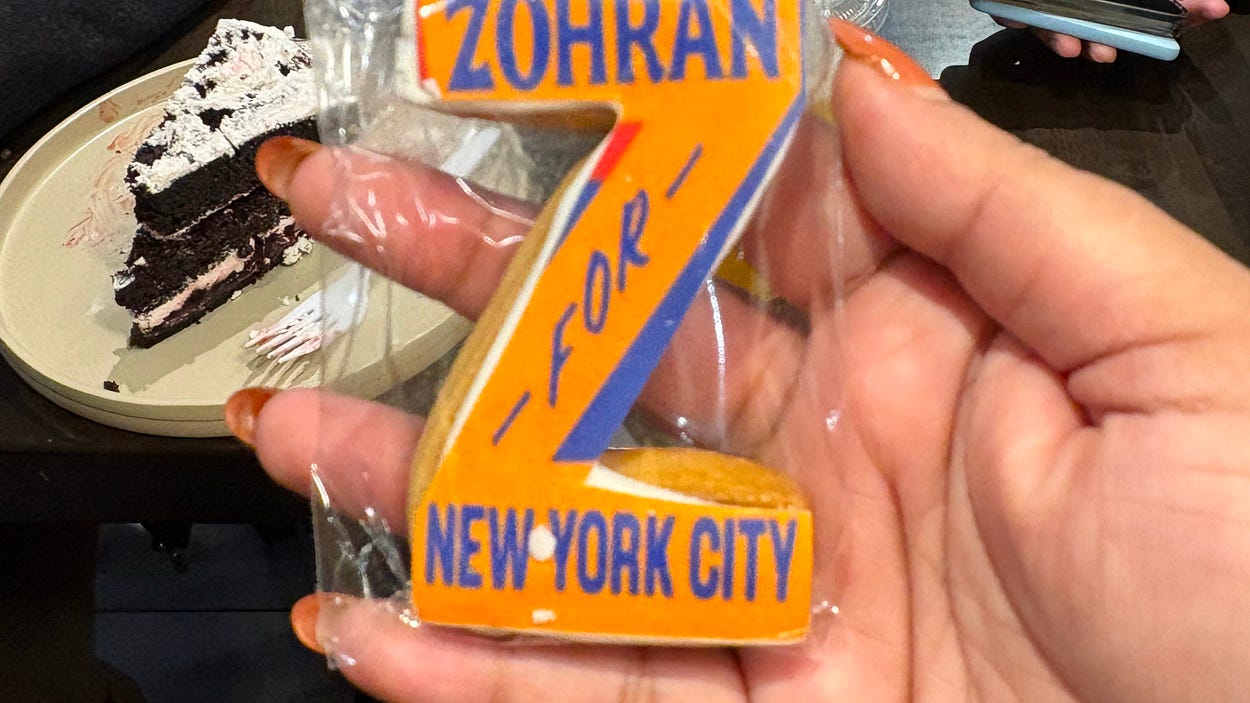 ZOHRAN
- FOR -
NEW YORK CITY